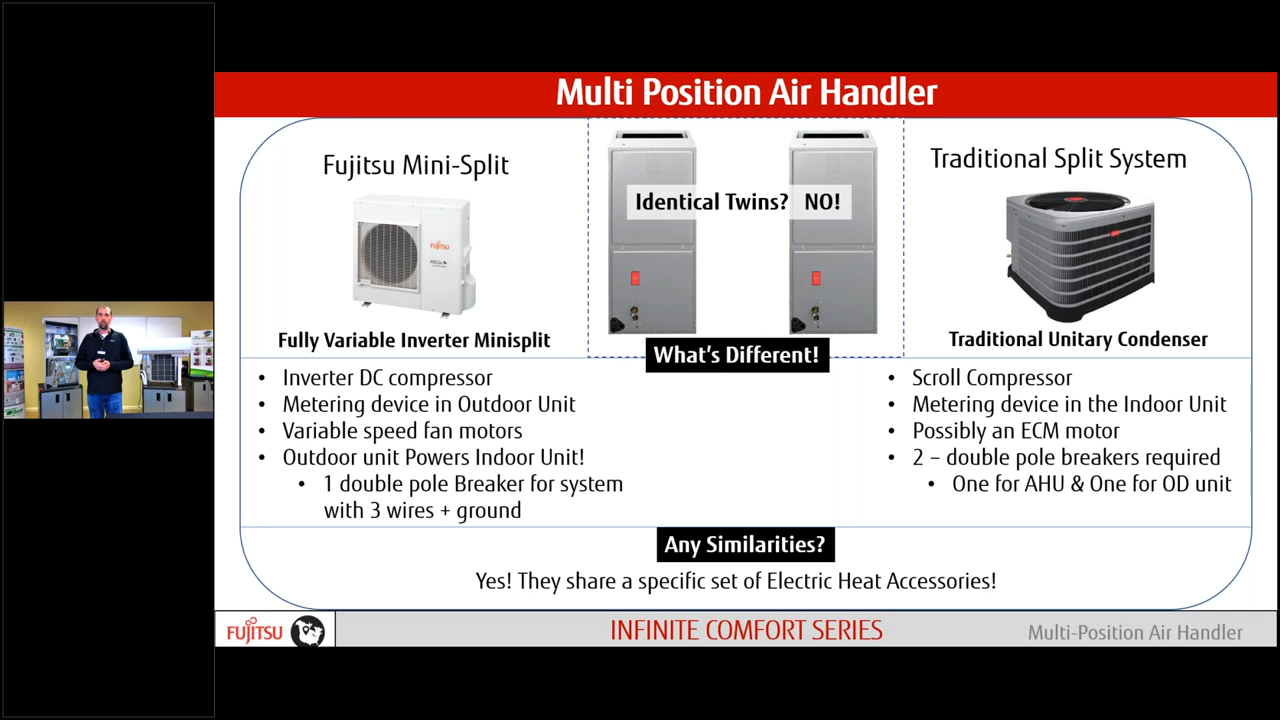 Multi Position Air Handler
Fujitsu Mini-Split
Identical Twins? NO!
Traditional Split System
FUJITSU
Fully Variable Inverter Minisplit
What's Different!
Traditional Unitary Condenser
• Inverter DC compressor
• Metering device in Outdoor Unit
• Variable speed fan motors
• Outdoor unit Powers Indoor Unit!
• 1 double pole Breaker for system
with 3 wires + ground
• Scroll Compressor
• Metering device in the Indoor Unit
• Possibly an ECM motor
• 2 – double pole breakers required
• One for AHU & One for OD unit
Any Similarities?
Yes! They share a specific set of Electric Heat Accessories!
FUJITSU
INFINITE COMFORT SERIES
Multi-Position Air Handler